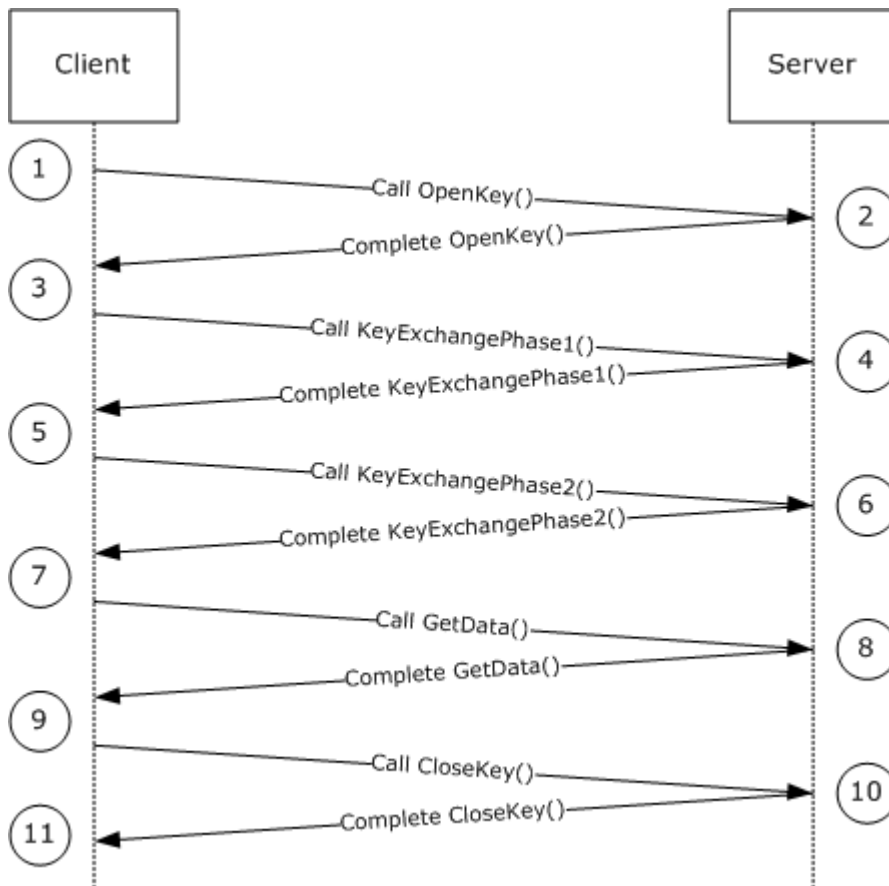 Client
Server
1
Call OpenKey()
2
Complete OpenKey()
3
Call KeyExchangePhase1()
4
Complete KeyExchangePhase1()
5
Call KeyExchangePhase2()
6
Complete KeyExchangePhase2()
7
Call GetData()
8
Complete GetData()
9
Call CloseKey()
10
Complete CloseKey()
11